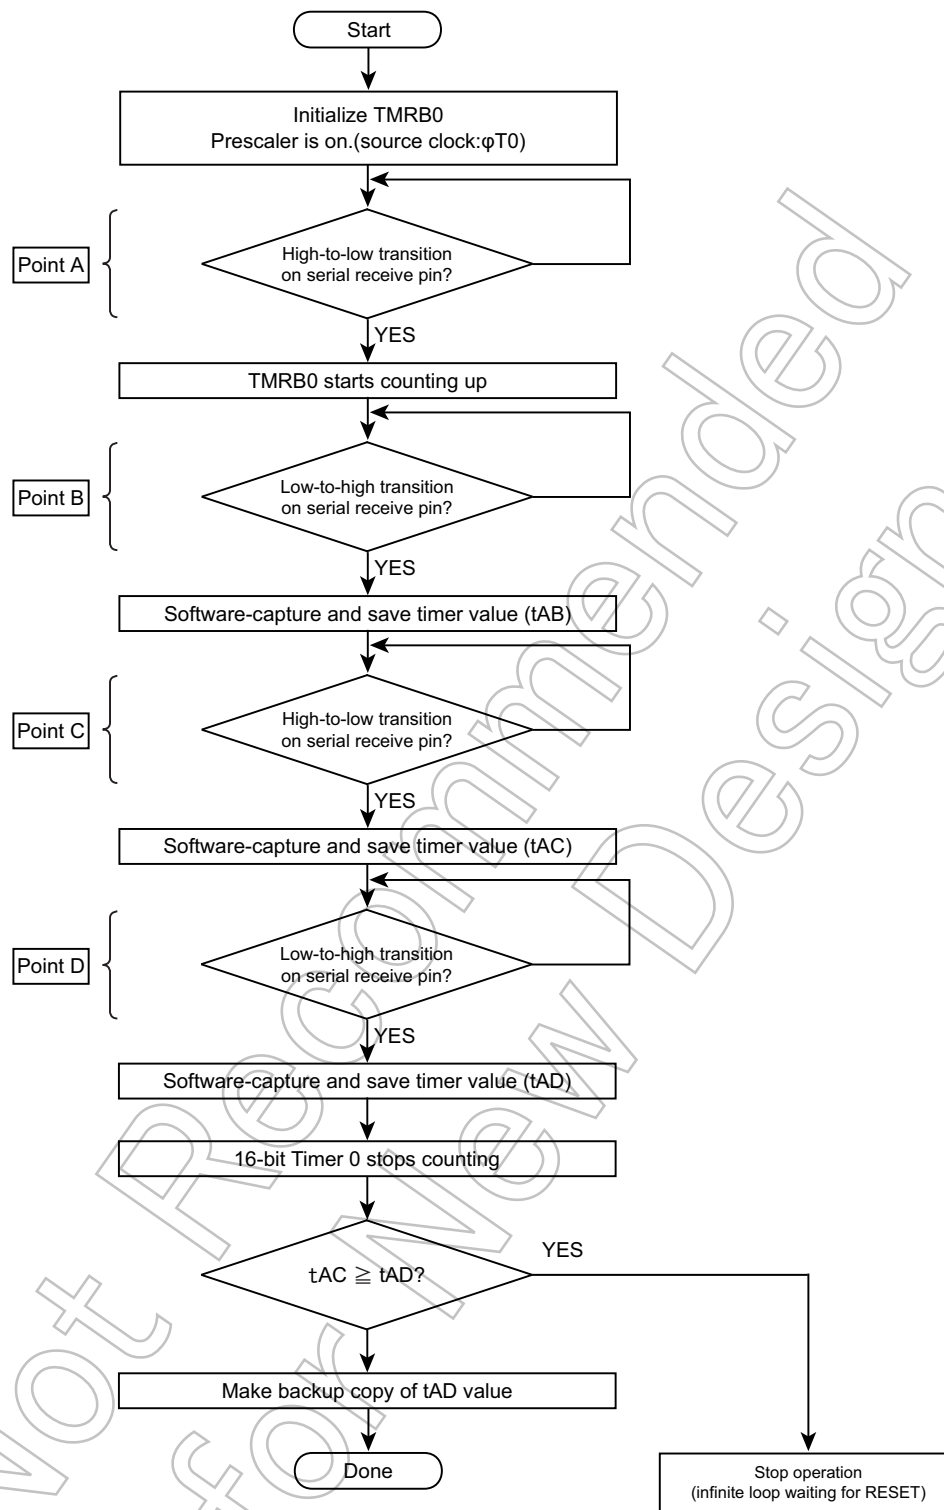 Start
Initialize TMRB0
Prescaler is on.(source clock:φT0)
Point A
High-to-low transition
on serial receive pin?
YES
TMRB0 starts counting up
Point B
Low-to-high transition
on serial receive pin?
YES
Software-capture and save timer value (tAB)
Point C
High-to-low transition
on serial receive pin?
YES
Software-capture and save timer value (tAC)
Point D
Low-to-high transition
on serial receive pin?
YES
Software-capture and save timer value (tAD)
16-bit Timer 0 stops counting
tAC ≧ tAD?
YES
Make backup copy of tAD value
Done
Stop operation
(infinite loop waiting for RESET)
Not Recommended
for New Design